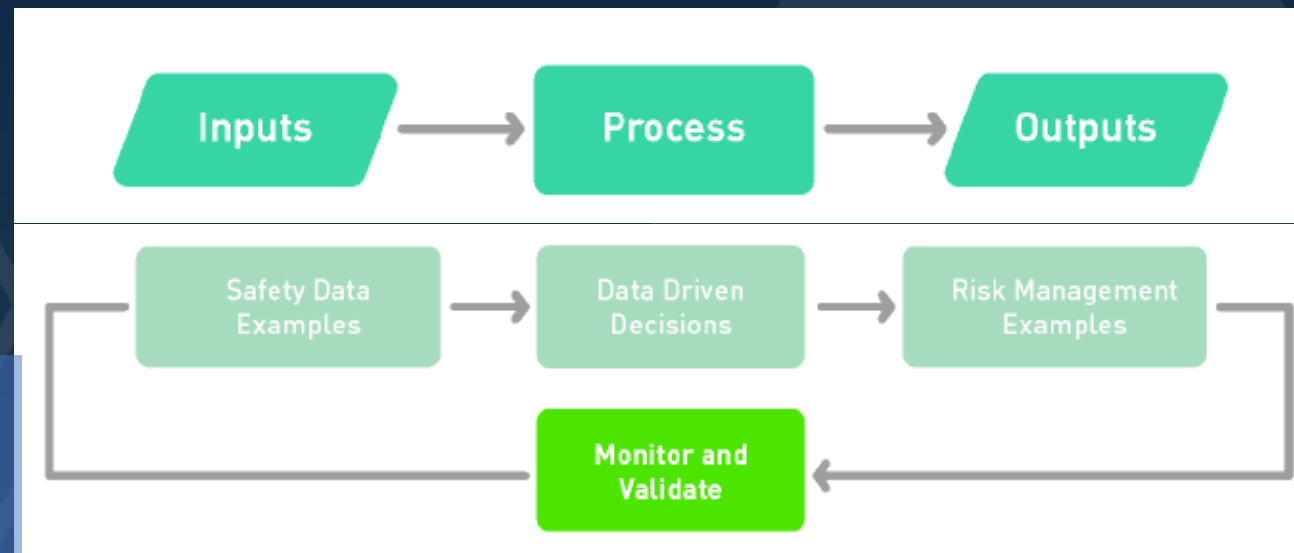 Inputs
Process
Outputs
Safety Data
Examples
Data Driven
Decisions
Risk Management
Examples
Monitor and
Validate